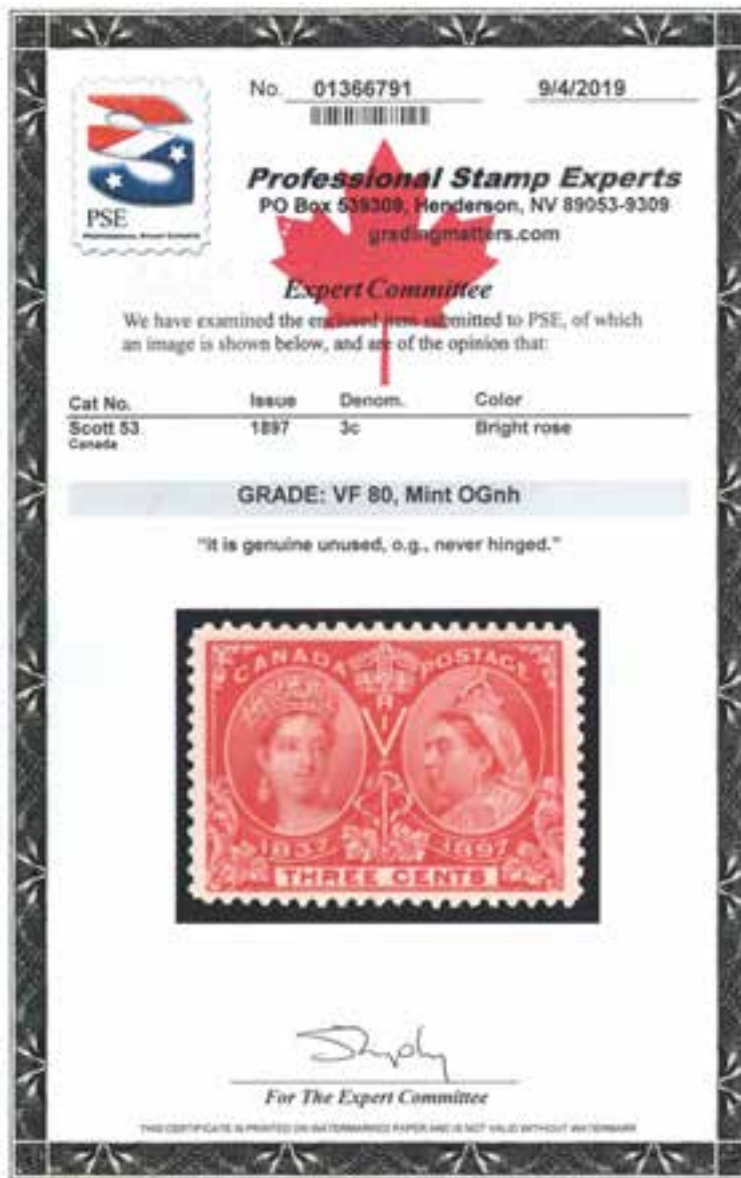 No. 01366791 9/4/2019
PSE
PROFESSIONAL STAMP EXPERTS
Professional Stamp Experts
PO Box 539309, Henderson, NV 89053-9309
gradingmatters.com
Expert Committee
We have examined the enclosed item submitted to PSE, of which
an image is shown below, and are of the opinion that:
Cat No. Issue Denom. Color
Scott 53 1897 3c Bright rose
Canada
GRADE: VF 80, Mint OGnh
"it is genuine unused, o.g., never hinged."
CANADA POSTAGE
VRI
1837 1897
THREE CENTS
For The Expert Committee
THIS CERTIFICATE IS PRINTED ON WATERMARKED PAPER AND IS NOT VALID WITHOUT WATERMARK